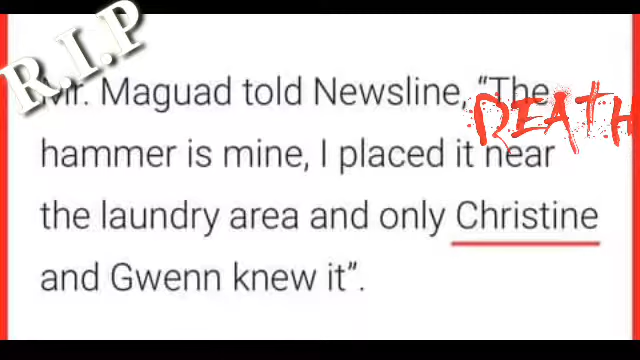 R.I.P
Mr. Maguad told Newsline, “The
DEATH
hammer is mine, I placed it near
the laundry area and only Christine
and Gwenn knew it”.